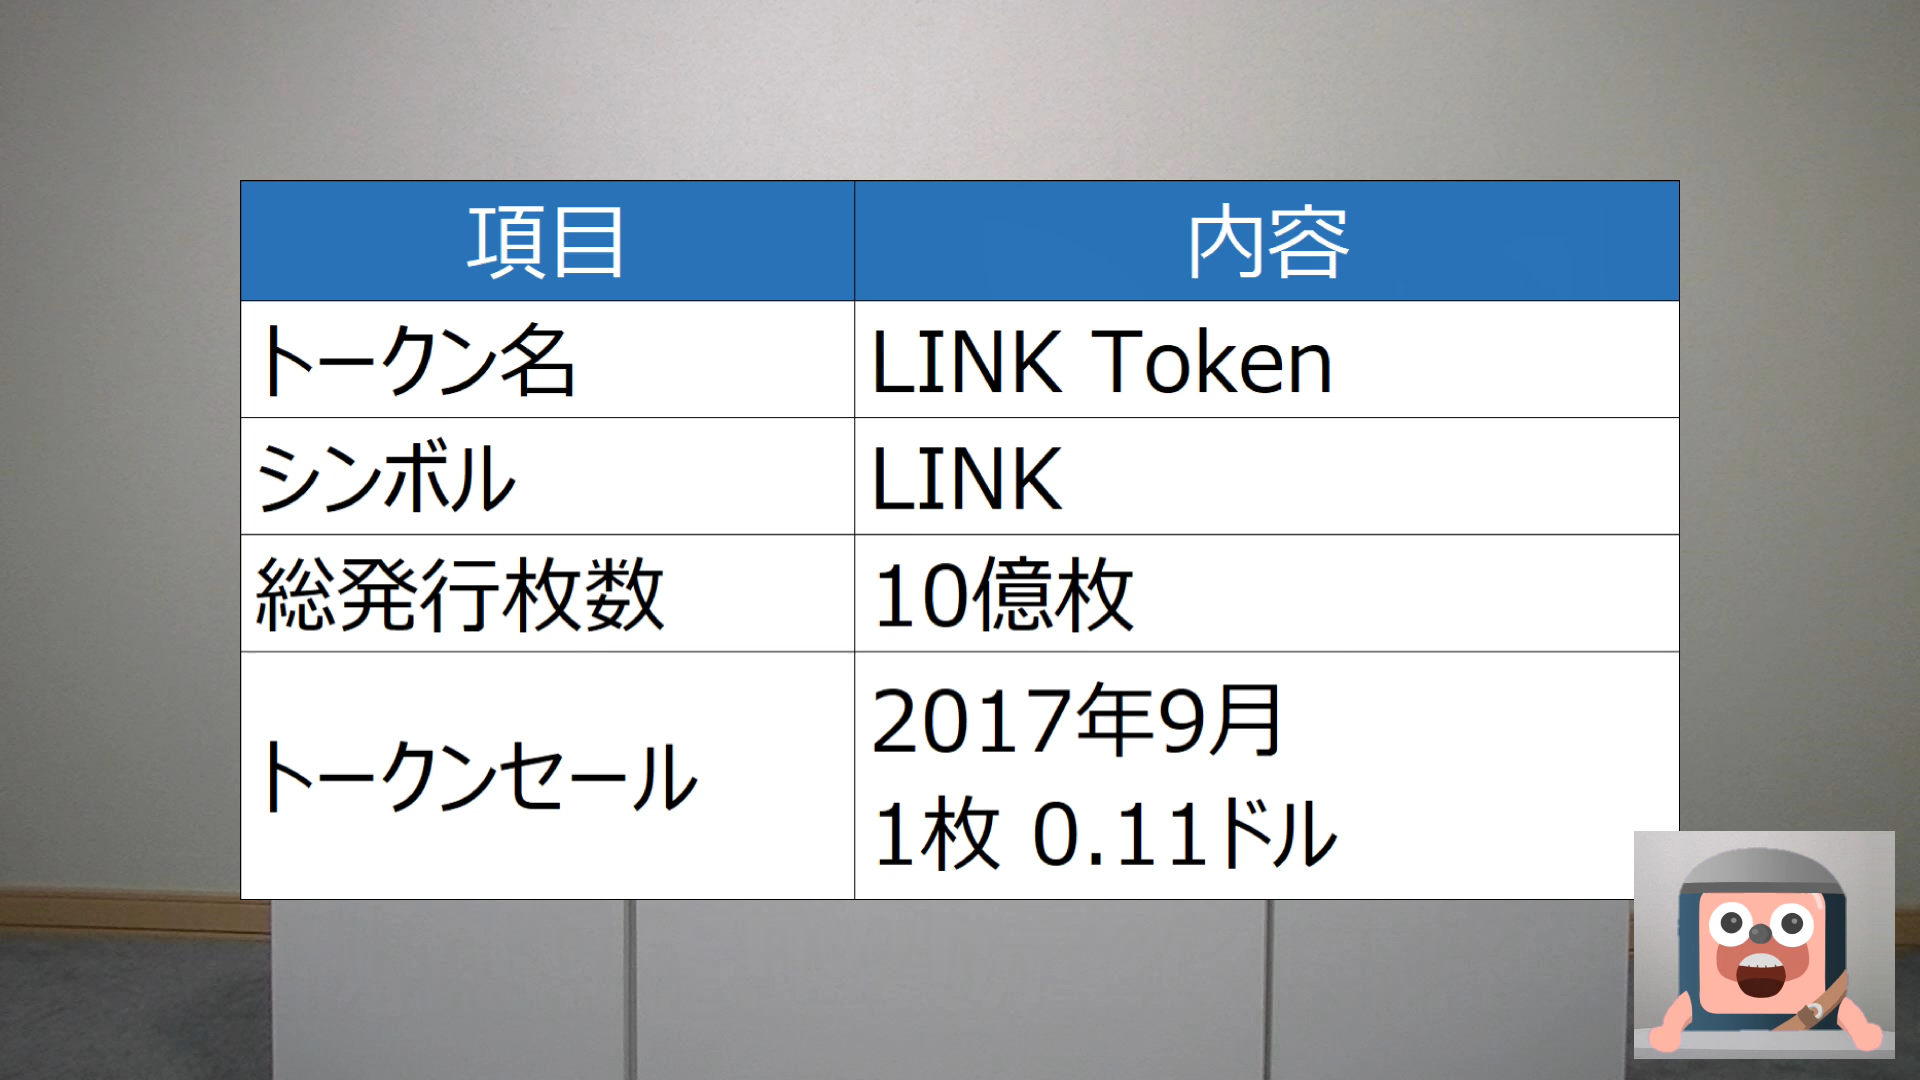 項目 内容
トークン名 LINK Token
シンボル LINK
総発行枚数 10億枚
トークンセール 2017年9月
1枚 0.11ドル